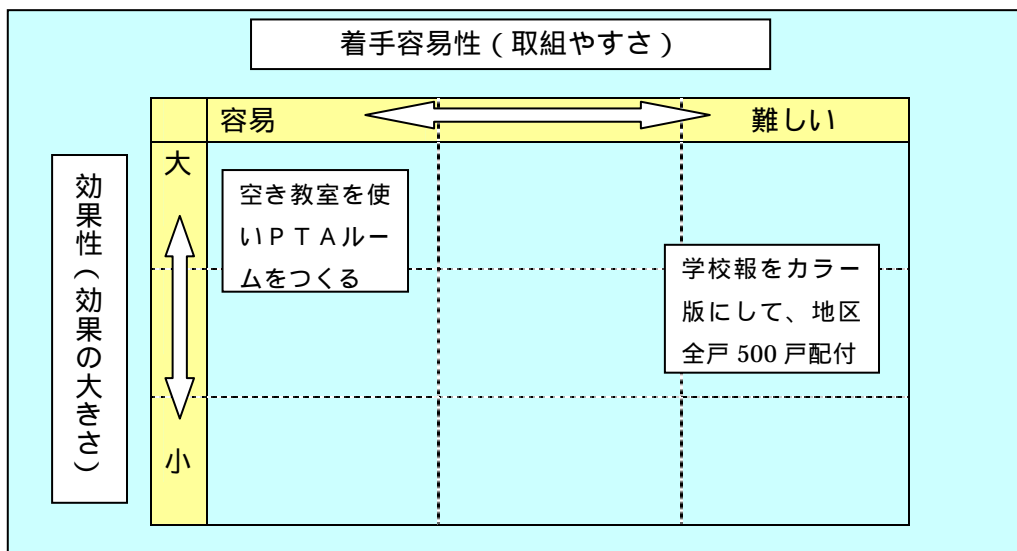 着手容易性(取組やすさ)
容易
難しい
効果性(効果の大きさ)
大
小
空き教室を使
いPTAルー
ムをつくる
学校報をカラー
版にして、地区
全戸500戸配付